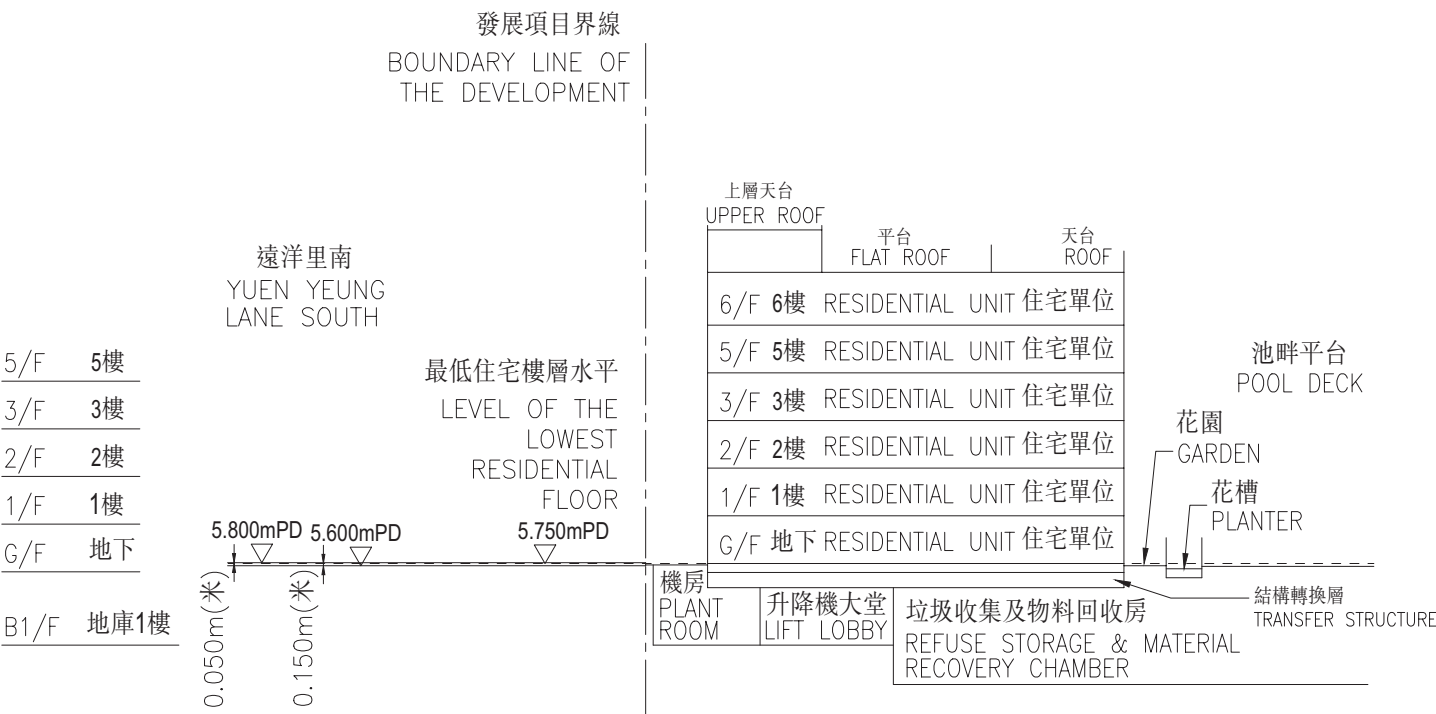 發展項目界線
BOUNDARY LINE OF
THE DEVELOPMENT
上層天台
UPPER ROOF
平台
FLAT ROOF
天台
ROOF
遠洋里南
YUEN YEUNG
LANE SOUTH
6/F 6樓 RESIDENTIAL UNIT 住宅單位
5/F 5樓 RESIDENTIAL UNIT 住宅單位
3/F 3樓 RESIDENTIAL UNIT 住宅單位
2/F 2樓 RESIDENTIAL UNIT 住宅單位
1/F 1樓 RESIDENTIAL UNIT 住宅單位
G/F 地下 RESIDENTIAL UNIT 住宅單位
5/F 5樓
3/F 3樓
2/F 2樓
1/F 1樓
G/F 地下
B1/F 地庫1樓
最低住宅樓層水平
LEVEL OF THE
LOWEST
RESIDENTIAL
FLOOR
5.800mPD
5.600mPD
5.750mPD
0.050m(米)
0.150m(米)
池畔平台
POOL DECK
花園
GARDEN
花槽
PLANTER
機房
PLANT
ROOM
升降機大堂
LIFT LOBBY
垃圾收集及物料回收房
REFUSE STORAGE & MATERIAL
RECOVERY CHAMBER
結構轉換層
TRANSFER STRUCTURE